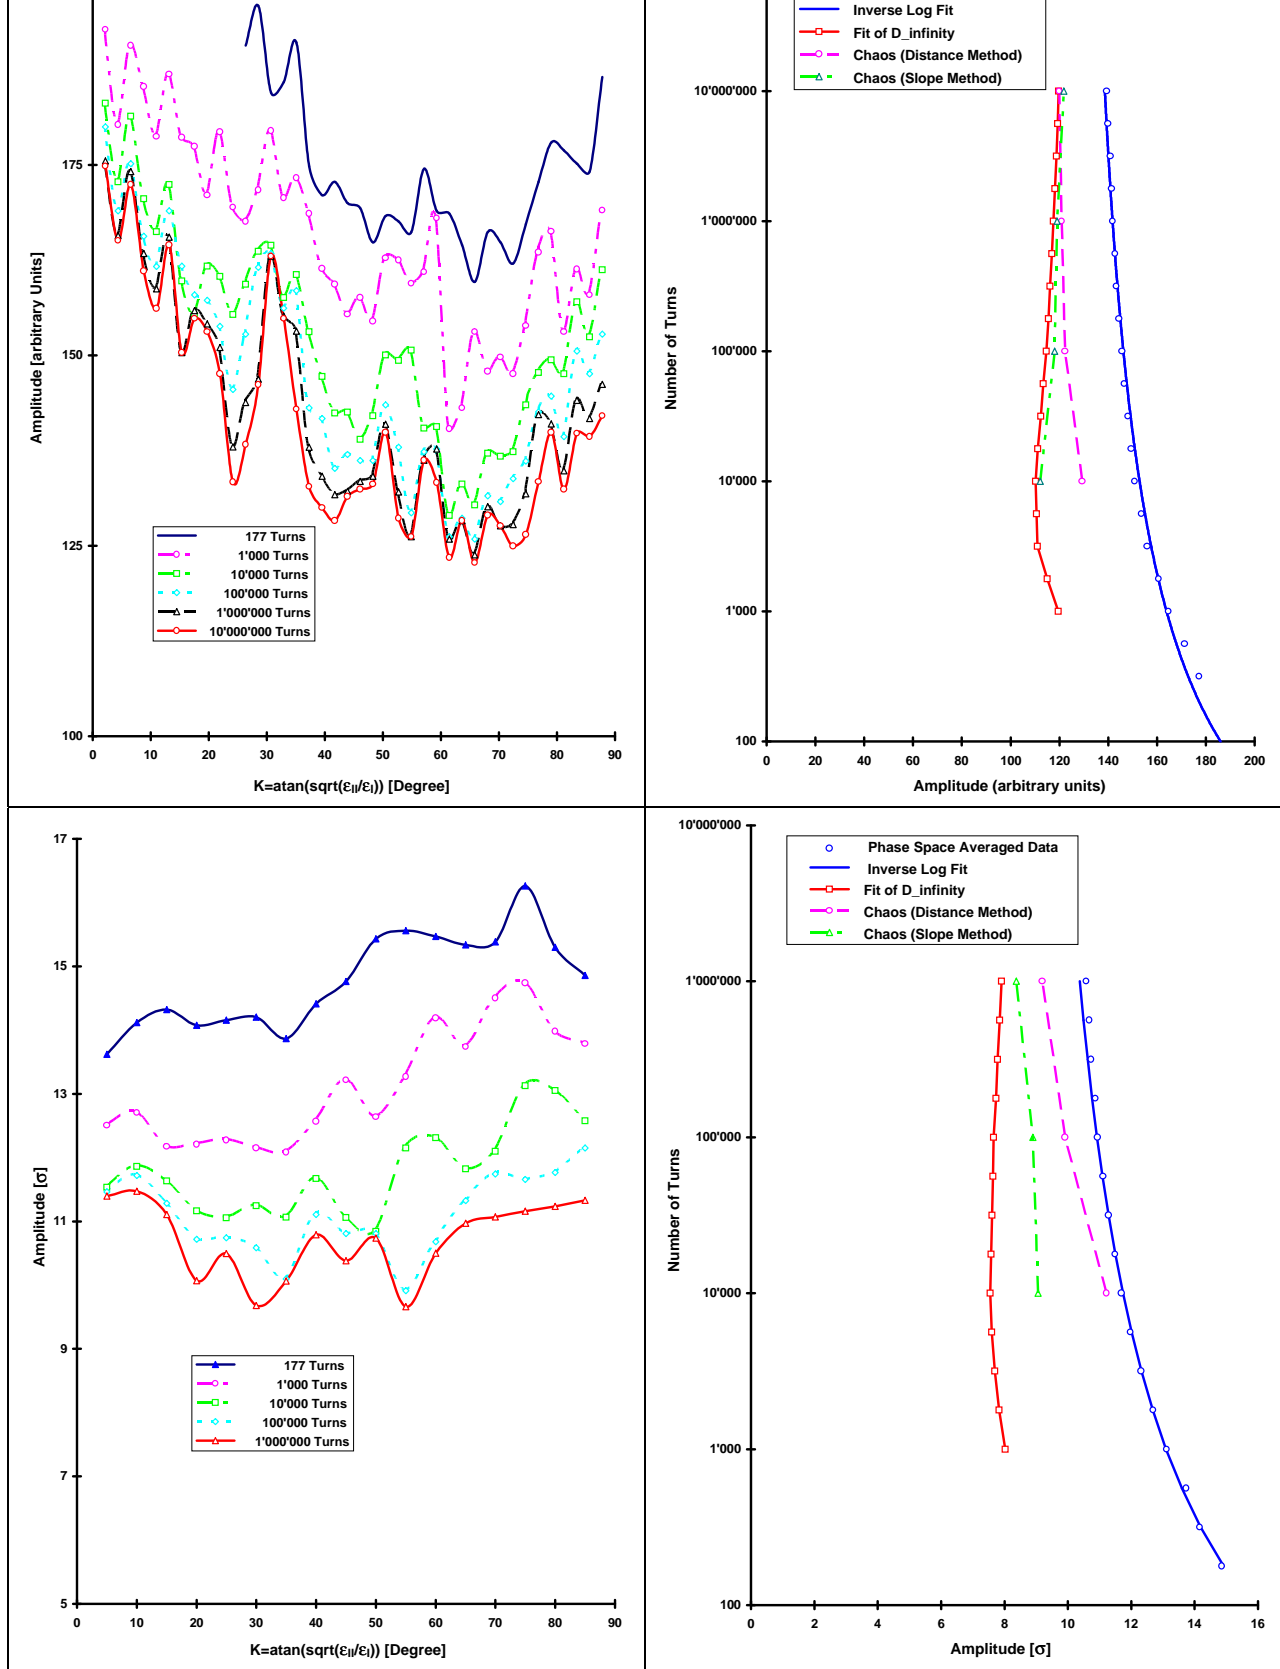 175
150
125
100
0 10 20 30 40 50 60 70 80 90
Amplitude [arbitrary Units]
K=atan(sqrt(εII/εI)) [Degree]
177 Turns
1'000 Turns
10'000 Turns
100'000 Turns
1'000'000 Turns
10'000'000 Turns
Inverse Log Fit
Fit of D_infinity
Chaos (Distance Method)
Chaos (Slope Method)
10'000'000
1'000'000
100'000
10'000
1'000
100
0 20 40 60 80 100 120 140 160 180 200
Number of Turns
Amplitude (arbitrary units)
17
15
13
11
9
7
5
0 10 20 30 40 50 60 70 80 90
Amplitude [σ]
K=atan(sqrt(εII/εI)) [Degree]
177 Turns
1'000 Turns
10'000 Turns
100'000 Turns
1'000'000 Turns
Phase Space Averaged Data
Inverse Log Fit
Fit of D_infinity
Chaos (Distance Method)
Chaos (Slope Method)
10'000'000
1'000'000
100'000
10'000
1'000
100
0 2 4 6 8 10 12 14 16
Number of Turns
Amplitude [σ]